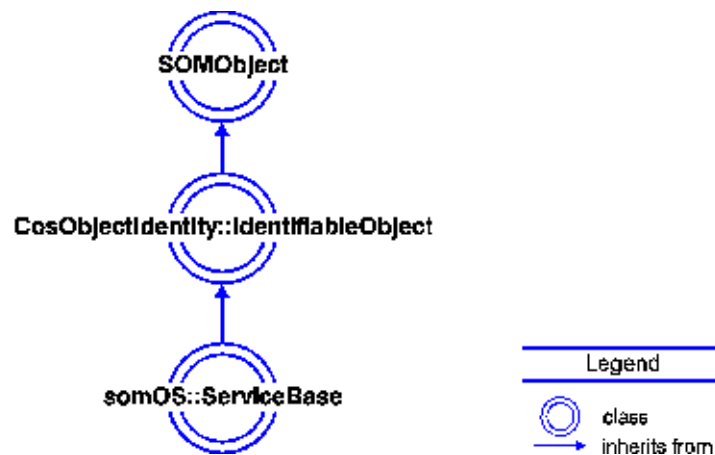 SOMObject
CosObjectIdentity::IdentifiableObject
somOS::ServiceBase
Legend
class
inherits from